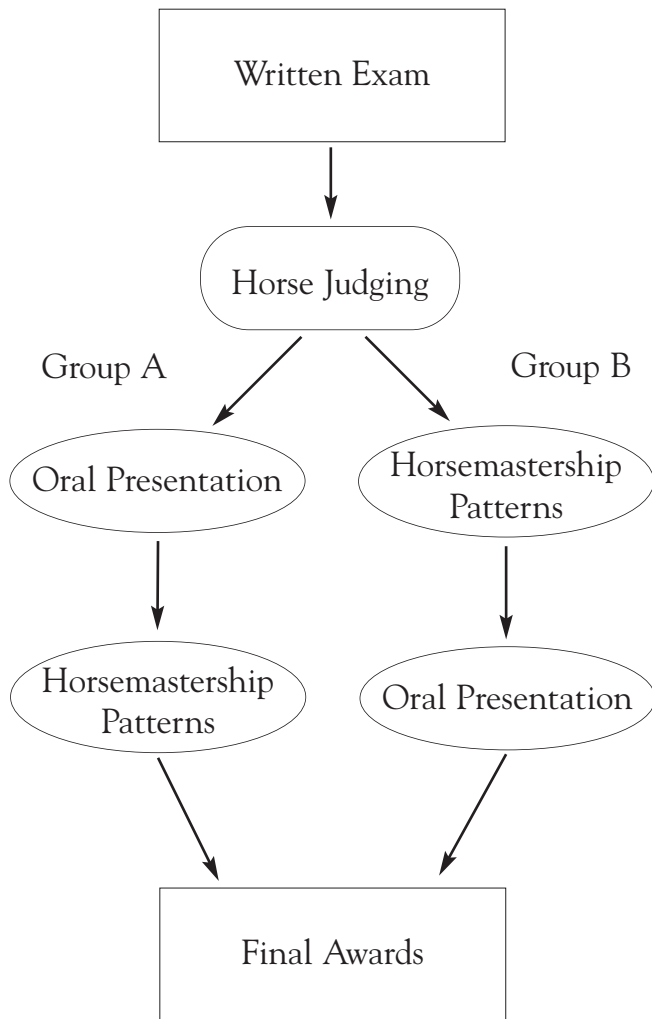 Written Exam
Horse Judging
Group A
Group B
Oral Presentation
Horsemastership
Patterns
Horsemastership
Patterns
Oral Presentation
Final Awards